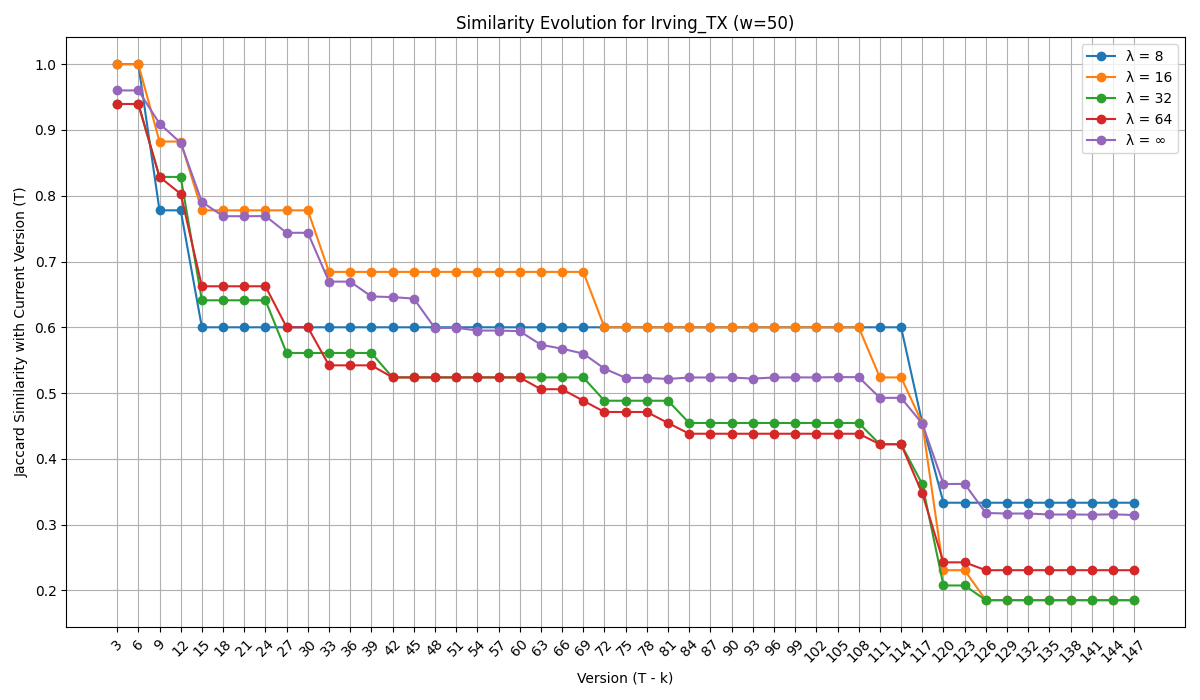 Similarity Evolution for Irving_TX (w=50)
λ = 8
λ = 16
λ = 32
λ = 64
λ = ∞
Jaccard Similarity with Current Version (T)
1.0
0.9
0.8
0.7
0.6
0.5
0.4
0.3
0.2
3 6 9 12 15 18 21 24 27 30 33 36 39 42 45 48 51 54 57 60 63 66 69 72 75 78 81 84 87 90 93 96 99 102 105 108 111 114 117 120 123 126 129 132 135 138 141 144 147
Version (T - k)